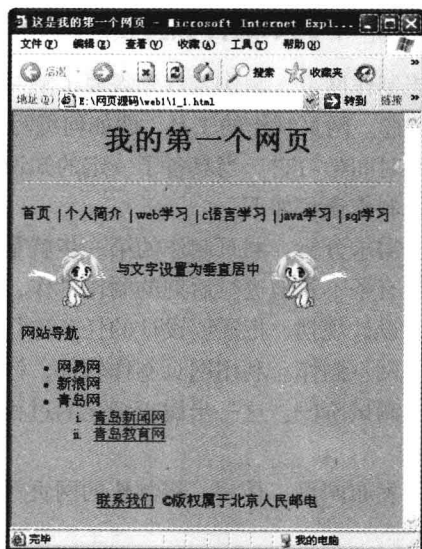 这是我的第一个网页 - Microsoft Internet Expl...
文件(F) 编辑(E) 查看(V) 收藏(A) 工具(T) 帮助(H)
后退 搜索 收藏夹
地址(D) E:\网页源码\web1\1_1.html 转到 链接
我的第一个网页
首页 |个人简介 |web学习 |c语言学习 |java学习 |sql学习
与文字设置为垂直居中
网站导航
• 网易网
• 新浪网
• 青岛网
i. 青岛新闻网
ii. 青岛教育网
联系我们 ©版权属于北京人民邮电
完毕 我的电脑